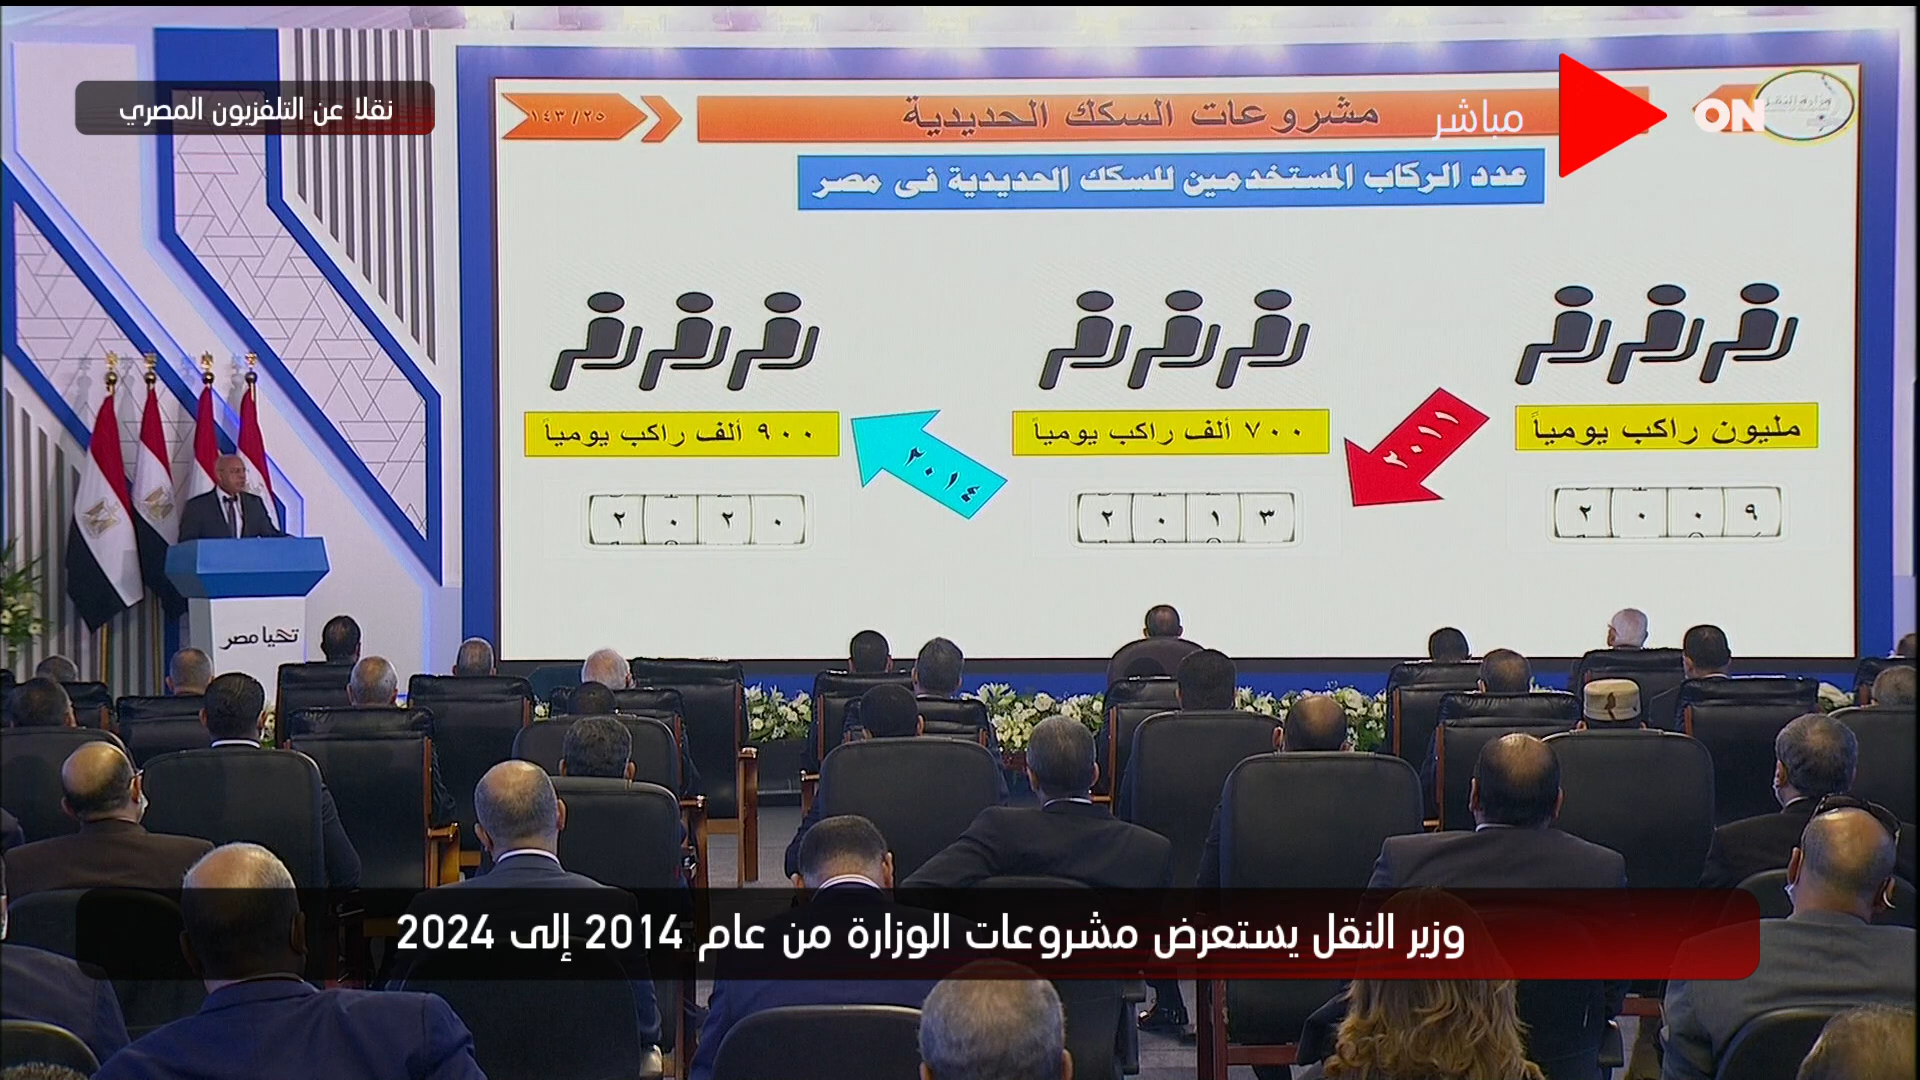 نقلا عن التلفزيون المصري
مباشر
ON
وزارة النقل
مشروعات السكك الحديدية
١٤٣/٢٥
عدد الركاب المستخدمين للسكك الحديدية فى مصر
مليون راكب يومياً
٧٠٠ ألف راكب يومياً
٩٠٠ ألف راكب يومياً
٢٠١١
٢٠١٤
٢٠٠٩
٢٠١٣
٢٠٢٠
تحيا مصر
وزير النقل يستعرض مشروعات الوزارة من عام 2014 إلى 2024